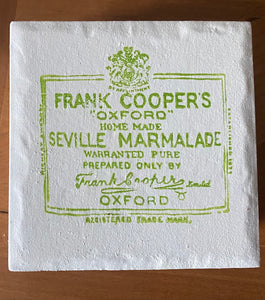 BY APPOINTMENT
FRANK COOPER'S
"OXFORD"
HOME MADE
SEVILLE MARMALADE
WARRANTED PURE
PREPARED ONLY BY
Frank Cooper Limited
OXFORD
REGISTERED TRADE MARK.